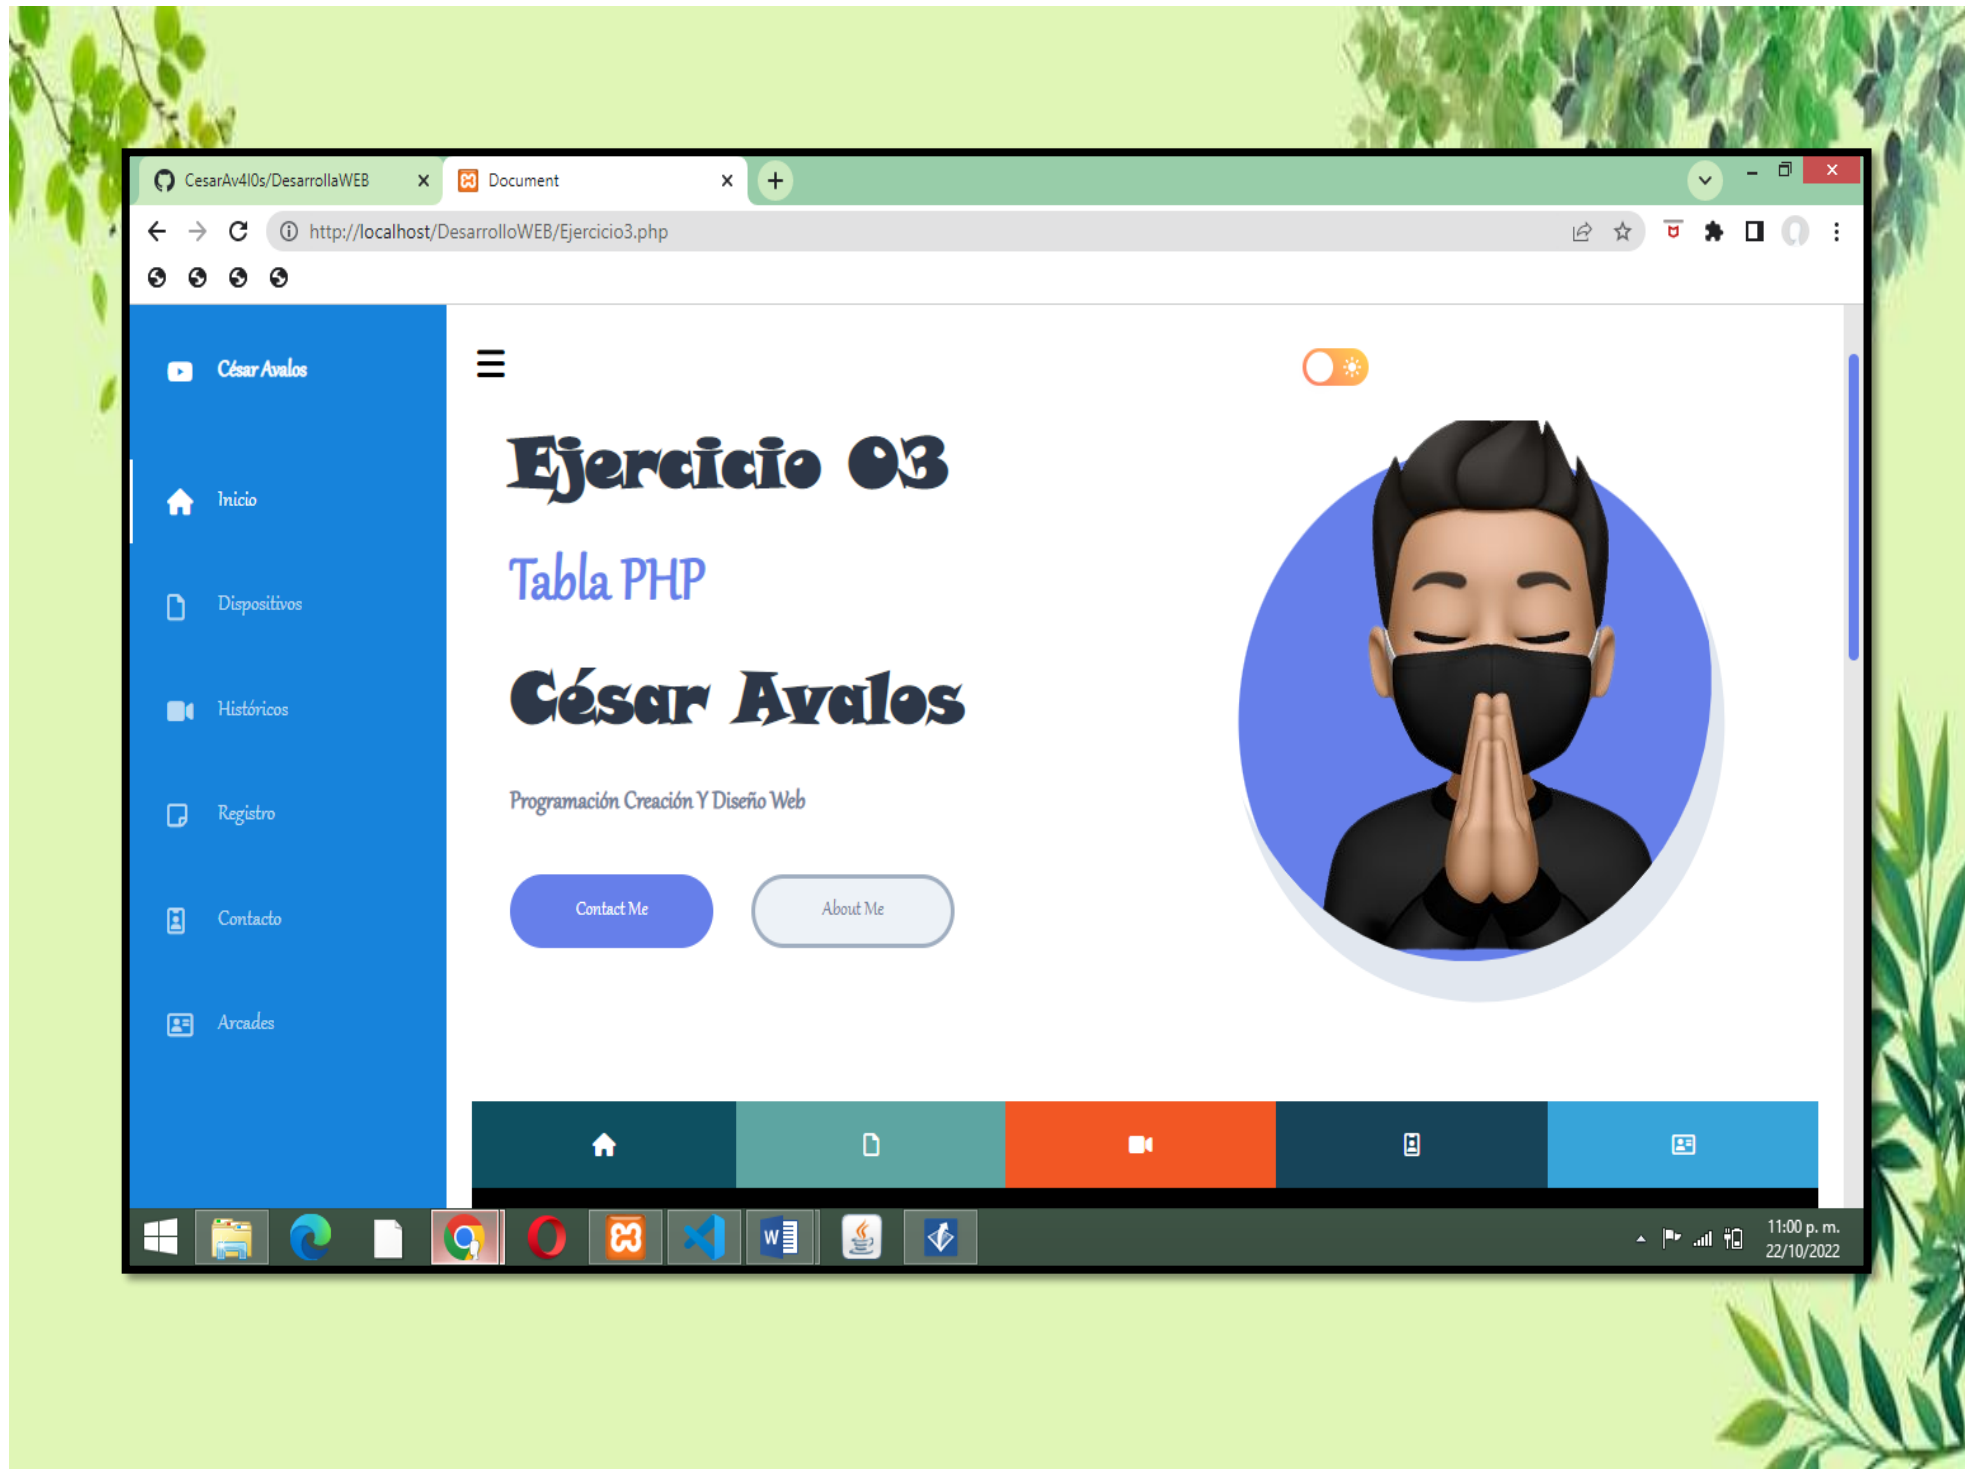 CesarAv4l0s/DesarrollaWEB
Document
http://localhost/DesarrolloWEB/Ejercicio3.php
César Avalos
Inicio
Dispositivos
Históricos
Registro
Contacto
Arcades
Ejercicio 03
Tabla PHP
César Avalos
Programación Creación Y Diseño Web
Contact Me
About Me
11:00 p. m.
22/10/2022